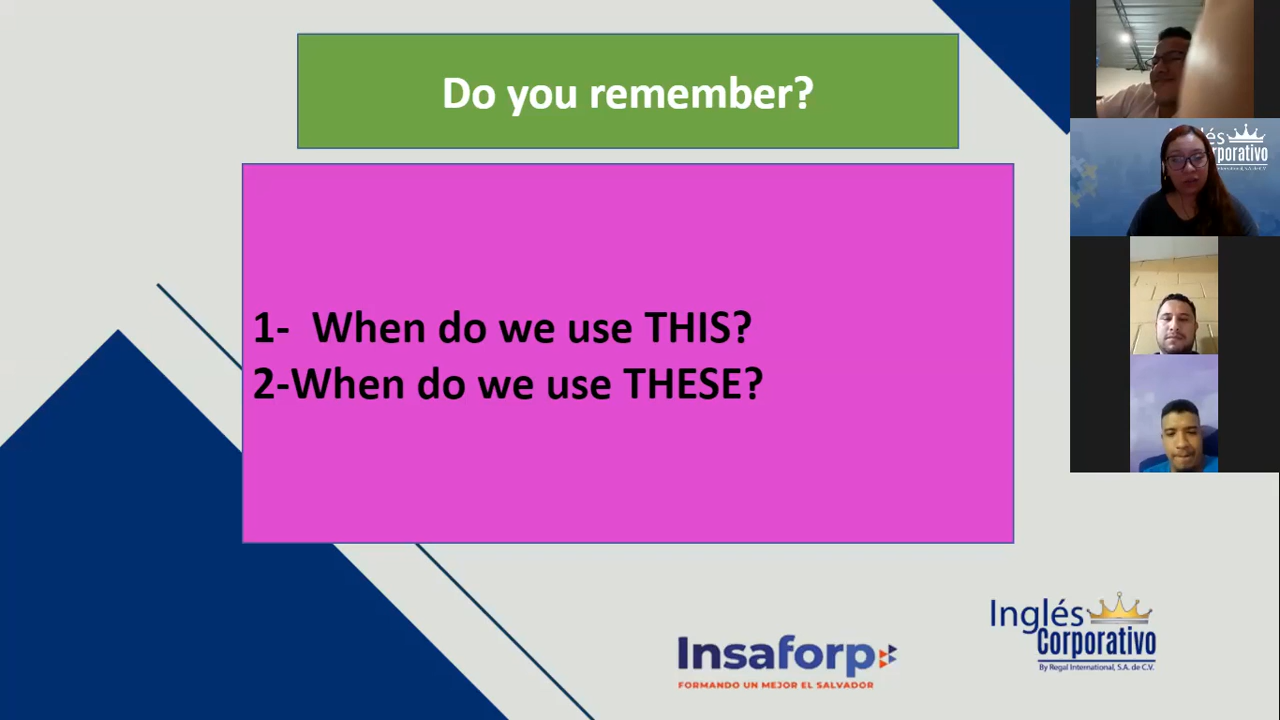 Do you remember?
1- When do we use THIS?
2-When do we use THESE?
Insaforp
FORMANDO UN MEJOR EL SALVADOR
Inglés
Corporativo
By Regal International, S.A. de C.V.